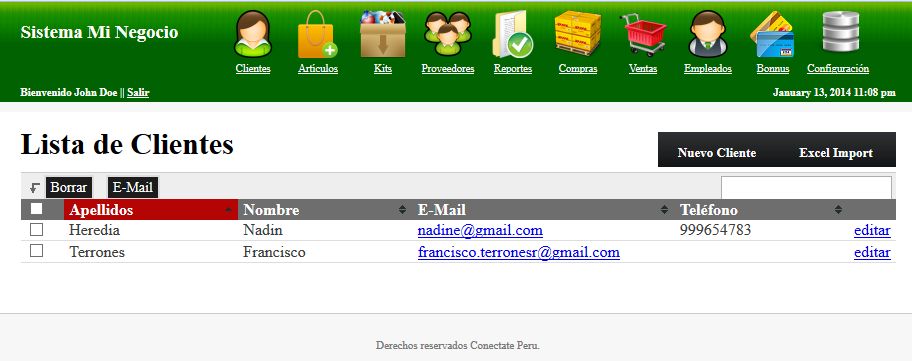 Sistema Mi Negocio
Clientes Artículos Kits Proveedores Reportes Compras Ventas Empleados Bonnus Configuración
Bienvenido John Doe || Salir January 13, 2014 11:08 pm
Lista de Clientes
Nuevo Cliente Excel Import
Borrar E-Mail
Apellidos Nombre E-Mail Teléfono
Heredia Nadin nadine@gmail.com 999654783 editar
Terrones Francisco francisco.terronesr@gmail.com editar
Derechos reservados Conectate Peru.